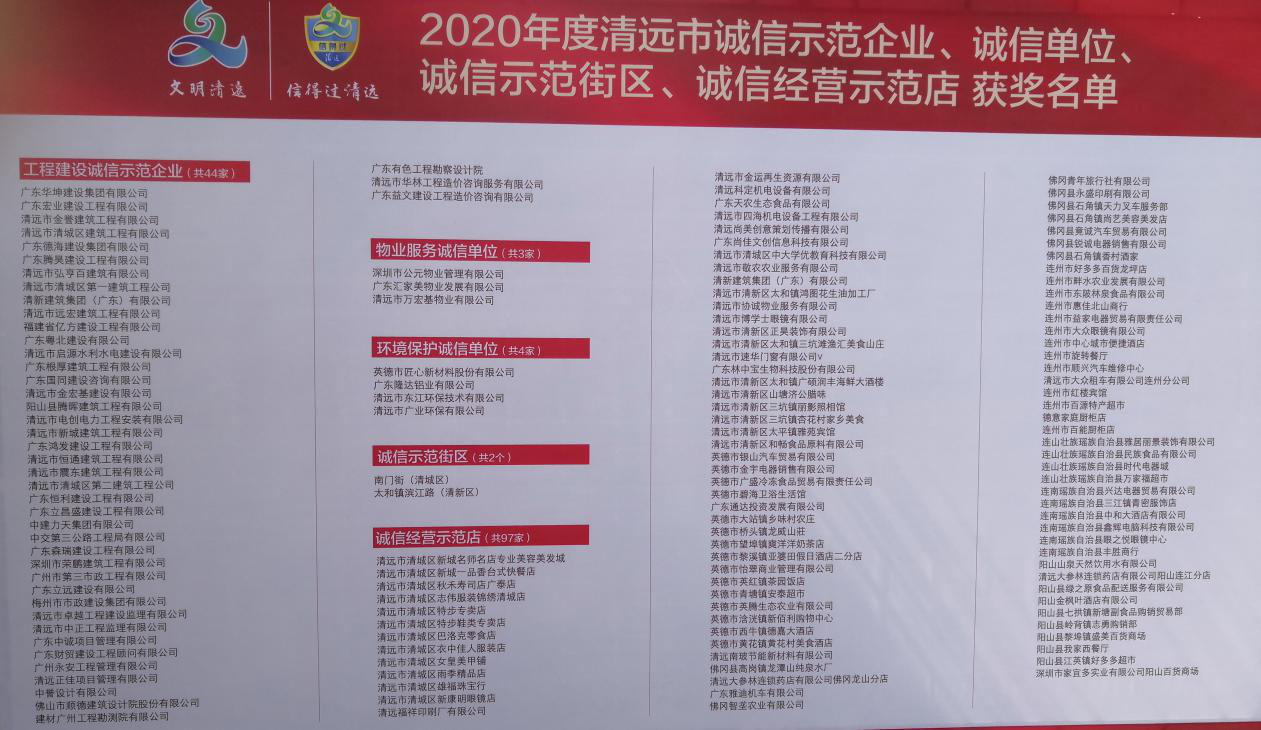 文明清远
信得过
清远
信得过清远
2020年度清远市诚信示范企业、诚信单位、
诚信示范街区、诚信经营示范店 获奖名单
工程建设诚信示范企业（共44家）
广东华坤建设集团有限公司
广东宏业建设工程有限公司
清远市金誉建筑工程有限公司
清远市清城区建筑工程有限公司
广东德海建设集团有限公司
广东腾昊建设工程有限公司
清远市弘亨百建筑有限公司
清远市清城区第一建筑工程公司
清新建筑集团（广东）有限公司
清远市远宏建筑工程有限公司
福建省亿方建设工程有限公司
广东粤北建设有限公司
清远市启源水利水电建设有限公司
广东根厚建筑工程有限公司
广东国同建设咨询有限公司
清远市金宏基建设有限公司
阳山县腾晖建筑工程有限公司
清远市电创电力工程安装有限公司
清远市新城建筑工程有限公司
广东鸿发建设工程有限公司
清远市恒通建筑工程有限公司
清远市震东建筑工程有限公司
清远市清城区第二建筑工程公司
广东恒利建设工程有限公司
广东立昌盛建设工程有限公司
中建力天集团有限公司
中交第三公路工程局有限公司
广东森瑞建设工程有限公司
深圳市荣鹏建筑工程有限公司
广州市第三市政工程有限公司
广东立远建设有限公司
梅州市市政建设集团有限公司
清远市卓越工程建设监理有限公司
清远市中正工程监理有限公司
广东中诚项目管理有限公司
广东财贸建设工程顾问有限公司
广州永安工程管理有限公司
清远正佳项目管理有限公司
中誉设计有限公司
佛山市顺德建筑设计院股份有限公司
建材广州工程勘测院有限公司
广东有色工程勘察设计院
清远市华林工程造价咨询服务有限公司
广东益文建设工程造价咨询有限公司
物业服务诚信单位（共3家）
深圳市公元物业管理有限公司
广东汇家美物业发展有限公司
清远市万宏基物业有限公司
环境保护诚信单位（共4家）
英德市匠心新材料股份有限公司
广东隆达铝业有限公司
清远市东江环保技术有限公司
清远市广业环保有限公司
诚信示范街区（共2个）
南门街（清城区）
太和镇滨江路（清新区）
诚信经营示范店（共97家）
清远市清城区新城名师名店专业美容美发城
清远市清城区新城一品香台式快餐店
清远市清城区秋禾寿司店广泰店
清远市清城区志伟服装锦绣清城店
清远市清城区特步专卖店
清远市清城区特步鞋类专卖店
清远市清城区巴洛克零食店
清远市清城区衣中佳人服装店
清远市清城区女皇美甲铺
清远市清城区雨季精品店
清远市清城区雄福珠宝行
清远市清城区新康明眼镜店
清远福祥印刷厂有限公司
清远市金运再生资源有限公司
清远科定机电设备有限公司
广东天农生态食品有限公司
清远市四海机电设备工程有限公司
清远尚美创意策划传播有限公司
广东尚佳文创信息科技有限公司
清远市清城区中大学优教育科技有限公司
清远市敬农农业服务有限公司
清新建筑集团（广东）有限公司
清远市清新区太和镇鸿图花生油加工厂
清远市协诚物业服务有限公司
清远市博学士眼镜有限公司
清远市清新区正昊装饰有限公司
清远市清新区太和镇三坑滩渔汇美食山庄
清远市速华门窗有限公司v
广东林中宝生物科技股份有限公司
清远市清新区太和镇广硕润丰海鲜大酒楼
清远市清新区山塘济公腊味
清远市清新区三坑镇丽影照相馆
清远市清新区三坑镇杏花村家乡美食
清远市清新区太平镇雅苑宾馆
清远市清新区和畅食品原料有限公司
英德市银山汽车贸易有限公司
英德市金宇电器销售有限公司
英德市广盛冷冻食品贸易有限责任公司
英德市碧海卫浴生活馆
广东通达投资发展有限公司
英德市大站镇乡味村农庄
英德市桥头镇龙威山庄
英德市望埠镇爽洋洋奶茶店
英德市黎溪镇亚婆田假日酒店二分店
英德市怡翠商业管理有限公司
英德市英红镇茶园饭店
英德市青塘镇安泰超市
英德市英腾生态农业有限公司
英德市浛洸镇新佰利购物中心
英德市西牛镇德嘉大酒店
英德市黄花镇黄花村美食酒店
清远南玻节能新材料有限公司
佛冈县高岗镇龙潭山纯泉水厂
清远大参林连锁药店有限公司佛冈龙山分店
广东雅迪机车有限公司
佛冈智垄农业有限公司
佛冈青年旅行社有限公司
佛冈县永盛印刷有限公司
佛冈县石角镇天力叉车服务部
佛冈县石角镇尚艺美容美发店
佛冈县竟诚汽车贸易有限公司
佛冈县锐诚电器销售有限公司
佛冈县石角镇香村酒家
连州市好多多百货龙坪店
连州市畔水农业发展有限公司
连州市东陂林泉食品有限公司
连州市惠佳北山商行
连州市益家电器贸易有限责任公司
连州市大众眼镜有限公司
连州市中心城市便捷酒店
连州市旋转餐厅
连州市顺兴汽车维修中心
清远市大众租车有限公司连州分公司
连州市红楼宾馆
连州市百源特产超市
德意家庭厨柜店
连州市百能厨柜店
连山壮族瑶族自治县雅居丽景装饰有限公司
连山壮族瑶族自治县民族食品有限公司
连山壮族瑶族自治县时代电器城
连山壮族瑶族自治县万家福超市
连南瑶族自治县兴达电器贸易有限公司
连南瑶族自治县三江镇青密服饰店
连南瑶族自治县中和大酒店有限公司
连南瑶族自治县鑫辉电脑科技有限公司
连南瑶族自治县眼之悦眼镜中心
连南瑶族自治县丰胜商行
阳山山泉天然饮用水有限公司
清远大参林连锁药店有限公司阳山连江分店
阳山县绿之原食品配送服务有限公司
阳山金枫叶酒店有限公司
阳山县七拱镇新塘副食品购销贸易部
阳山县岭背镇志勇购销部
阳山县黎埠镇盛美百货商场
阳山县我家西餐厅
阳山县江英镇好多多超市
深圳市家宜多实业有限公司阳山百货商场